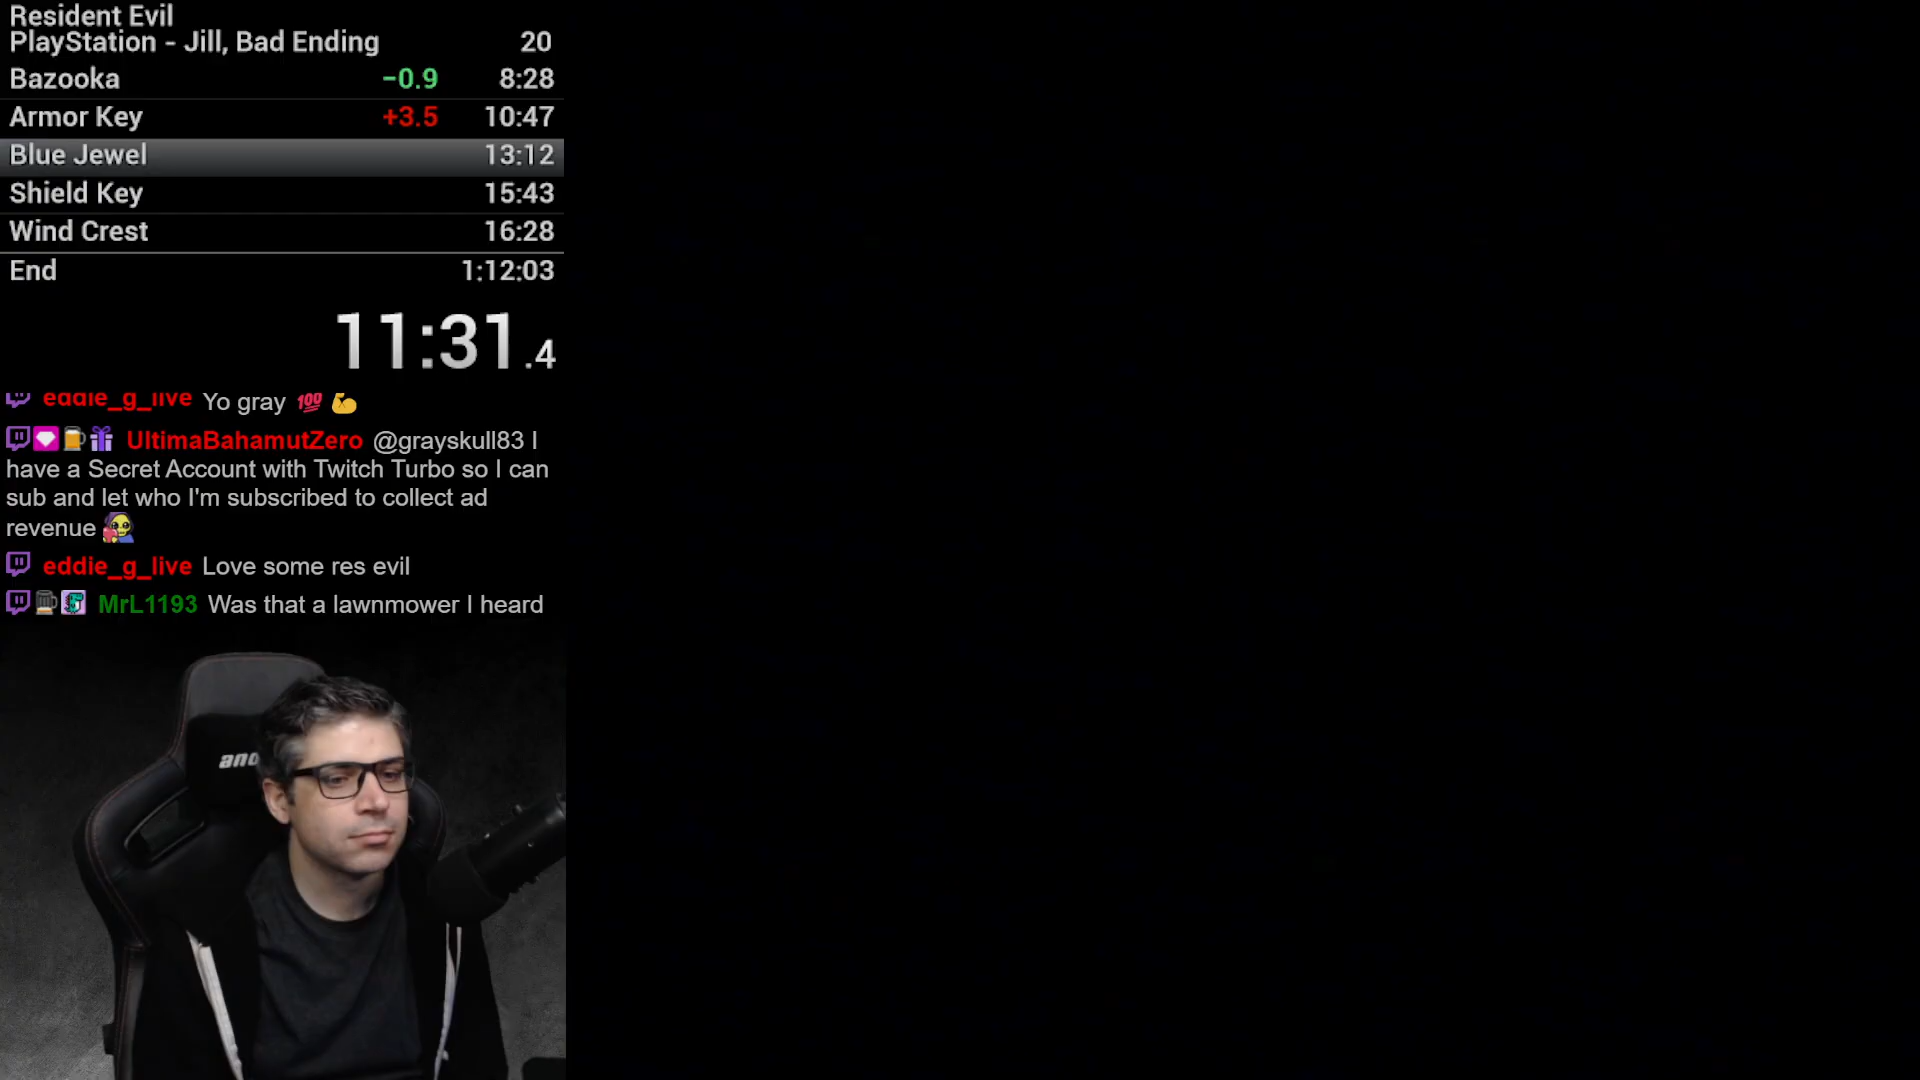 Resident Evil
PlayStation - Jill, Bad Ending 20
Bazooka −0.9 8:28
Armor Key +3.5 10:47
Blue Jewel 13:12
Shield Key 15:43
Wind Crest 16:28
End 1:12:03
11:31.4
eddie_g_live Yo gray 💯 💪
UltimaBahamutZero @grayskull83 I
have a Secret Account with Twitch Turbo so I can
sub and let who I'm subscribed to collect ad
revenue
eddie_g_live Love some res evil
MrL1193 Was that a lawnmower I heard